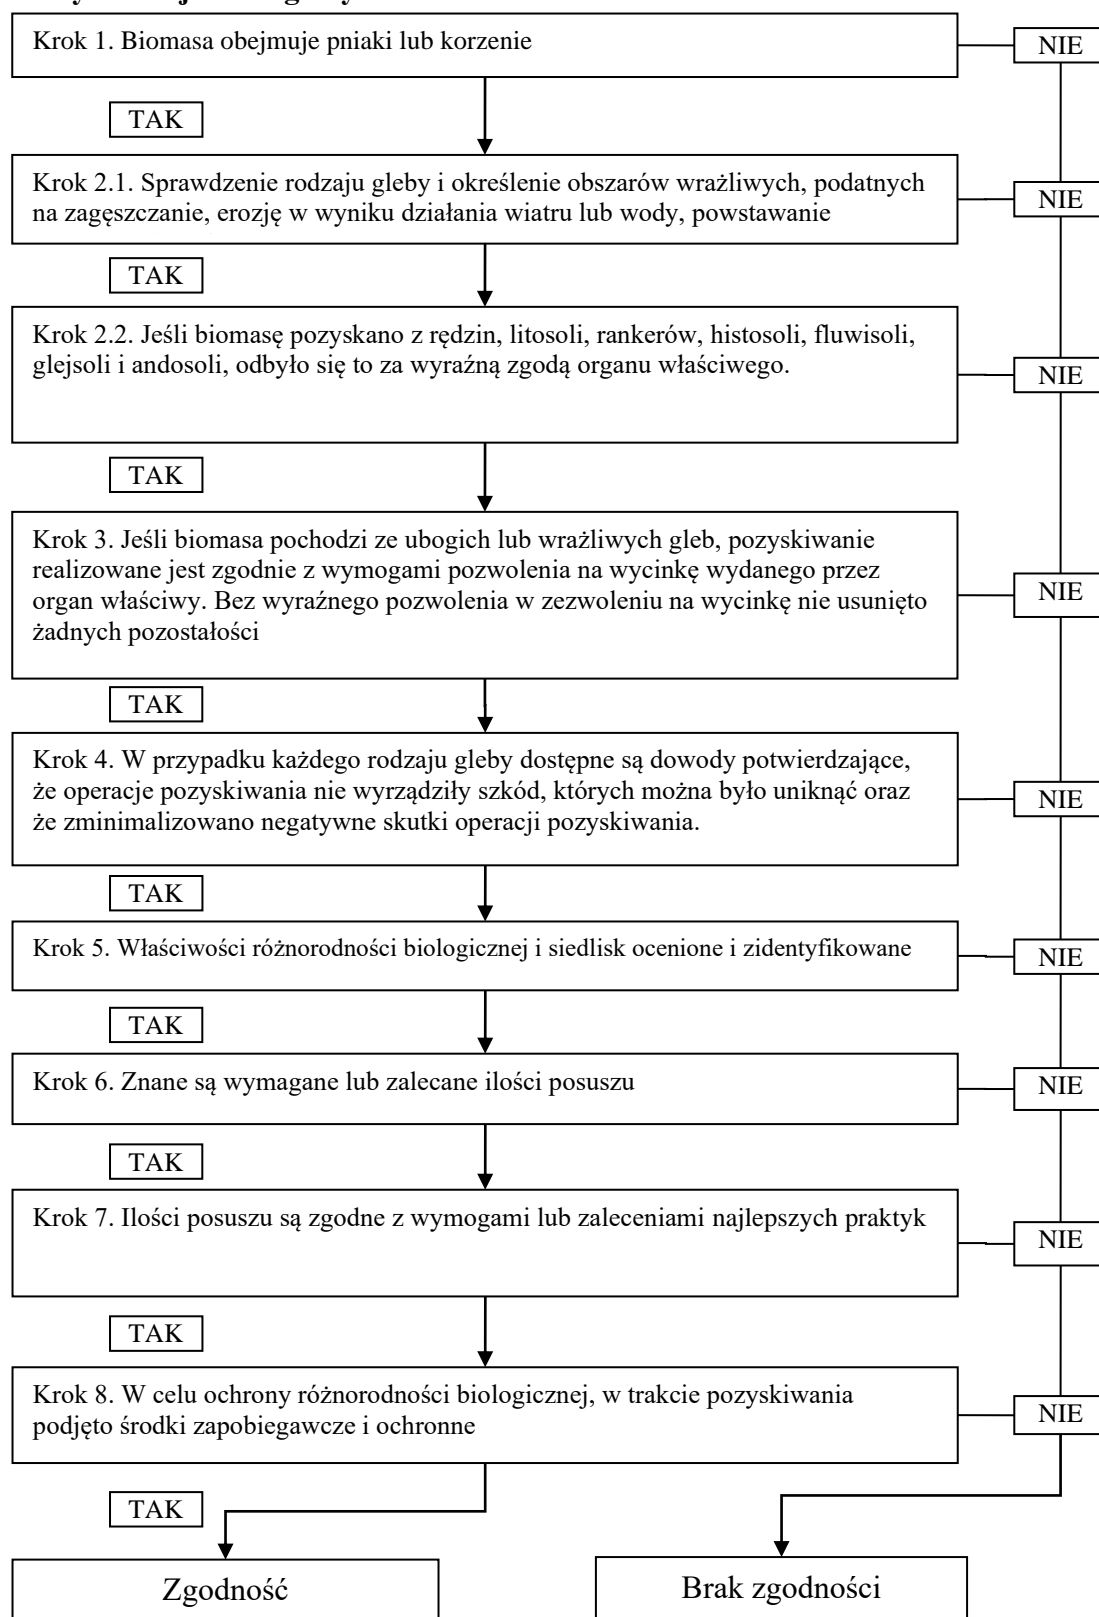 Krok 1. Biomasa obejmuje pniaki lub korzenie
NIE
TAK
Krok 2.1. Sprawdzenie rodzaju gleby i określenie obszarów wrażliwych, podatnych
na zagęszczanie, erozję w wyniku działania wiatru lub wody, powstawanie
NIE
TAK
Krok 2.2. Jeśli biomasę pozyskano z rędzin, litosoli, rankerów, histosoli, fluwisoli,
glejsoli i andosoli, odbyło się to za wyraźną zgodą organu właściwego.
NIE
TAK
Krok 3. Jeśli biomasa pochodzi ze ubogich lub wrażliwych gleb, pozyskiwanie
realizowane jest zgodnie z wymogami pozwolenia na wycinkę wydanego przez
organ właściwy. Bez wyraźnego pozwolenia w zezwoleniu na wycinkę nie usunięto
żadnych pozostałości
NIE
TAK
Krok 4. W przypadku każdego rodzaju gleby dostępne są dowody potwierdzające,
że operacje pozyskiwania nie wyrządziły szkód, których można było uniknąć oraz
że zminimalizowano negatywne skutki operacji pozyskiwania.
NIE
TAK
Krok 5. Właściwości różnorodności biologicznej i siedlisk ocenione i zidentyfikowane
NIE
TAK
Krok 6. Znane są wymagane lub zalecane ilości posuszu
NIE
TAK
Krok 7. Ilości posuszu są zgodne z wymogami lub zaleceniami najlepszych praktyk
NIE
TAK
Krok 8. W celu ochrony różnorodności biologicznej, w trakcie pozyskiwania
podjęto środki zapobiegawcze i ochronne
NIE
TAK
Zgodność
Brak zgodności